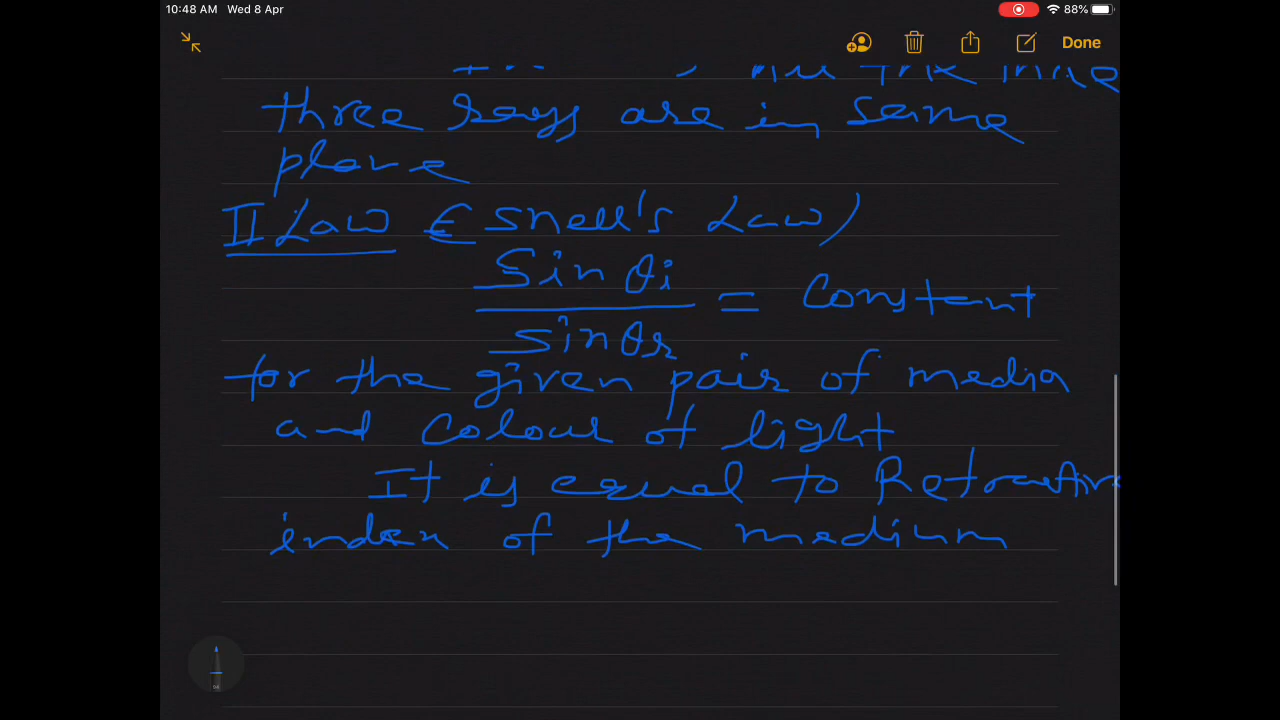 10:48 AM Wed 8 Apr
88%
Done
three rays are in same
plane
II Law (Snell's Law)
Sin θi
= Constant
Sin θr
for the given pair of media
and Colour of light
It is equal to Refractive
index of the medium